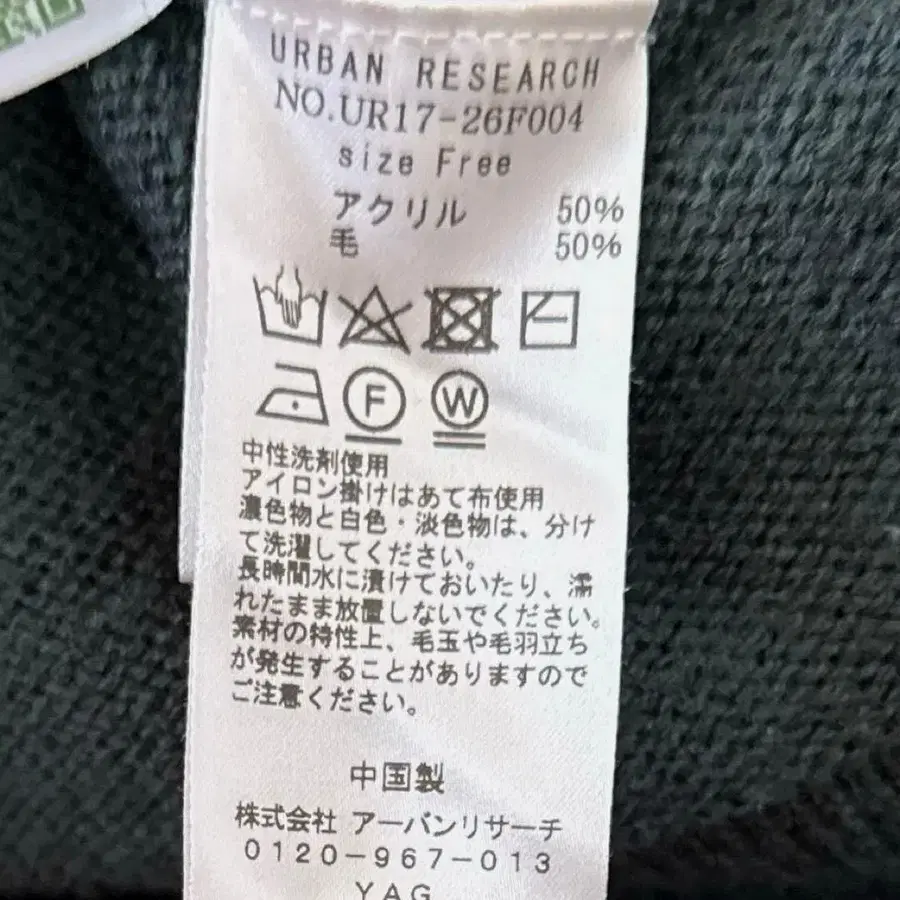 URBAN RESEARCH
NO.UR17-26F004
size Free
アクリル 50%
毛 50%
F W
中性洗剤使用
アイロン掛けはあて布使用
濃色物と白色・淡色物は、分け
て洗濯してください。
長時間水に漬けておいたり、濡
れたまま放置しないでください。
素材の特性上、毛玉や毛羽立ち
が発生することがありますので
ご注意ください。
中国製
株式会社 アーバンリサーチ
0120-967-013
YAG